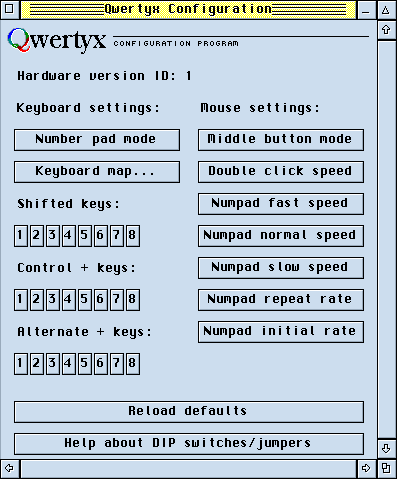 Qwertyx Configuration
Qwertyx CONFIGURATION PROGRAM
Hardware version ID: 1
Keyboard settings: Mouse settings:
Number pad mode Middle button mode
Keyboard map... Double click speed
Shifted keys: Numpad fast speed
1 2 3 4 5 6 7 8 Numpad normal speed
Control + keys: Numpad slow speed
1 2 3 4 5 6 7 8 Numpad repeat rate
Alternate + keys: Numpad initial rate
1 2 3 4 5 6 7 8
Reload defaults
Help about DIP switches/jumpers